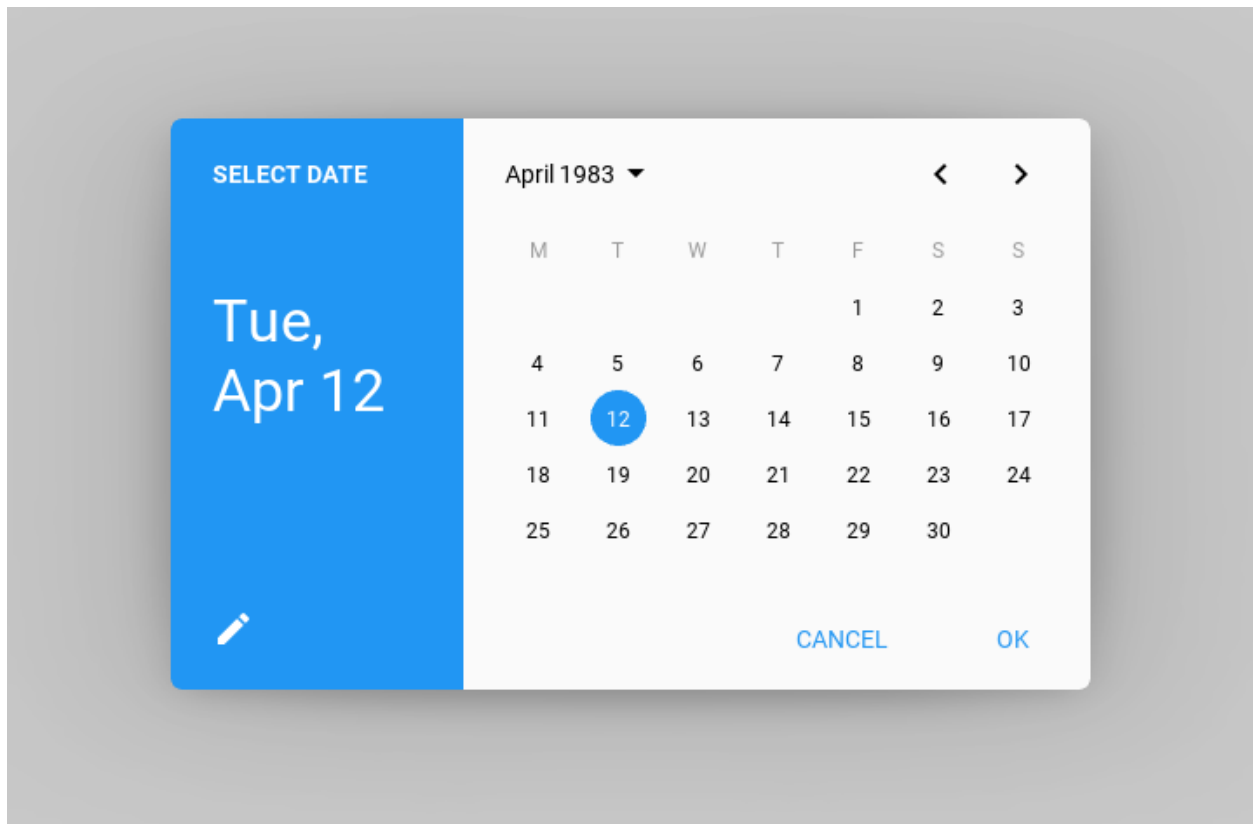 SELECT DATE
Tue,
Apr 12
April 1983
M T W T F S S
1 2 3
4 5 6 7 8 9 10
11 12 13 14 15 16 17
18 19 20 21 22 23 24
25 26 27 28 29 30
CANCEL OK